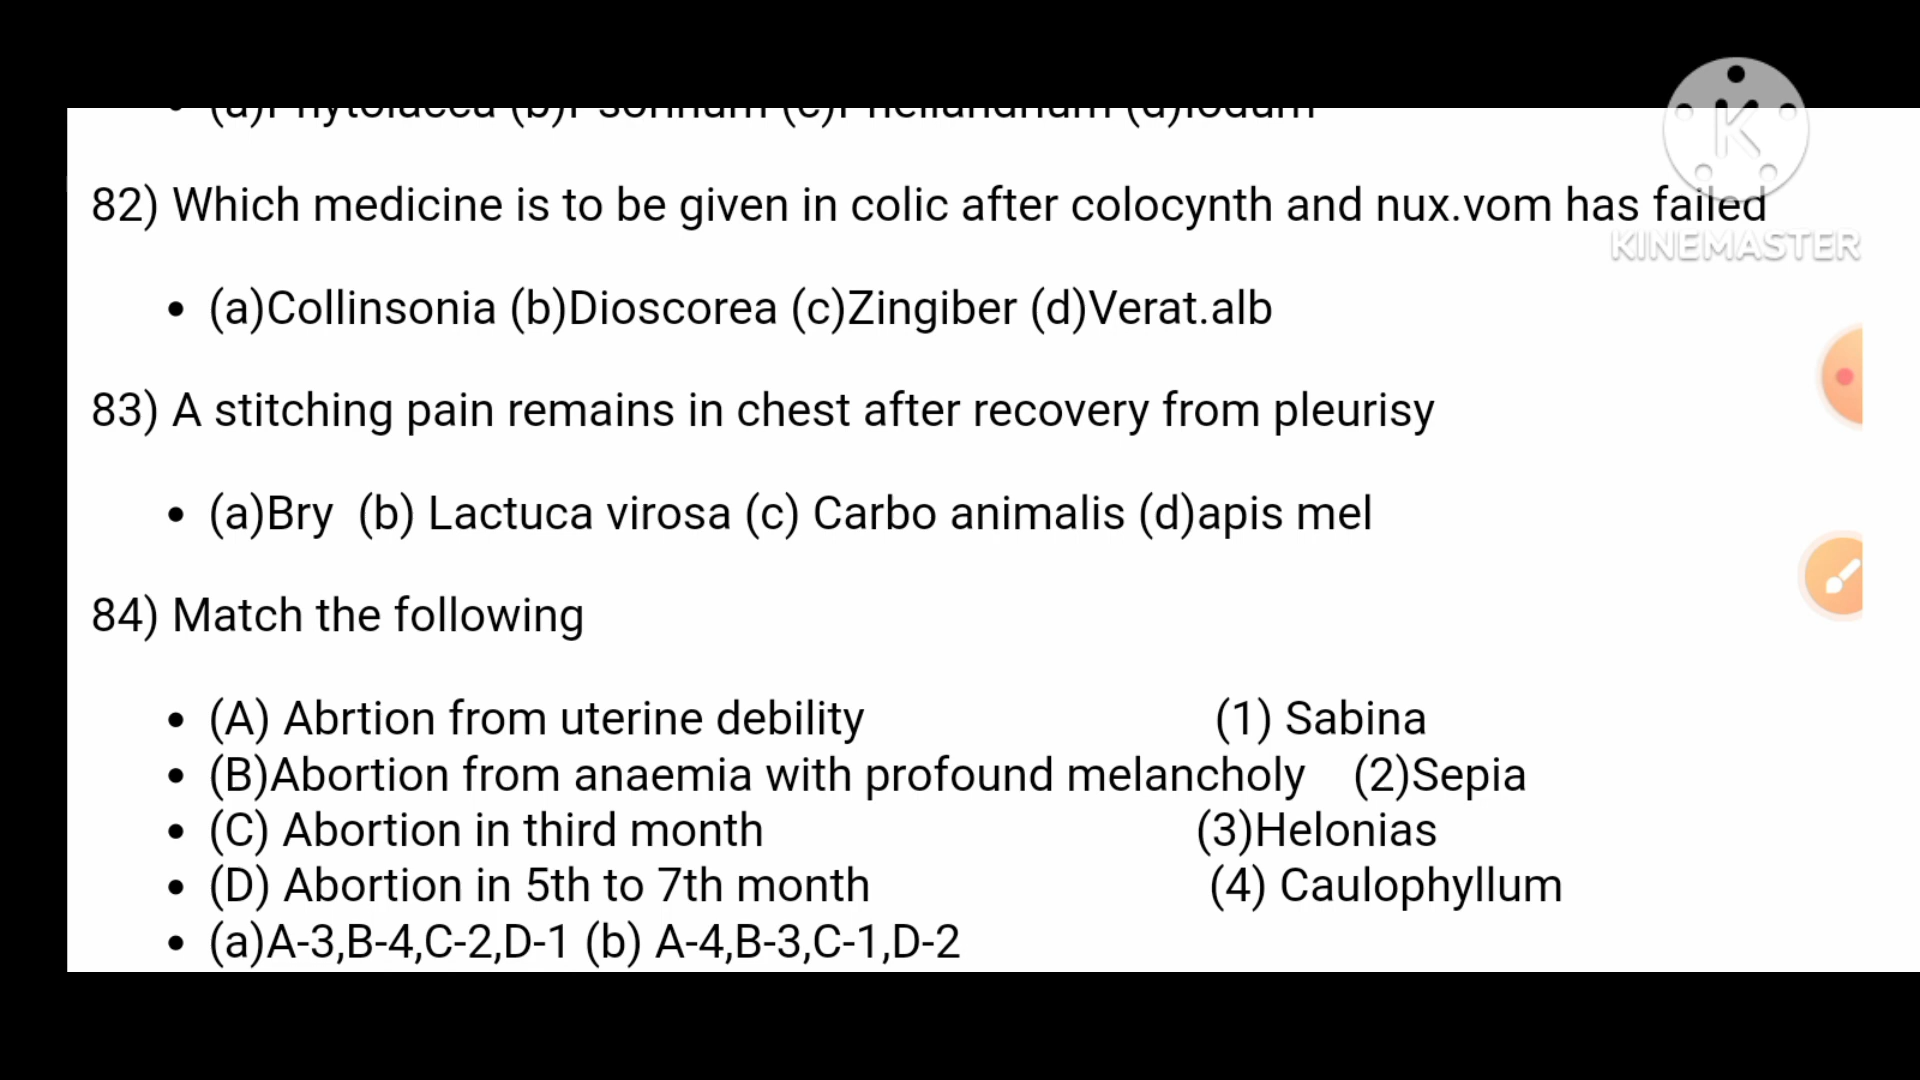 (a)Phytolacca (b)Psorinum (c)Phellandrium (d)Iodum
82) Which medicine is to be given in colic after colocynth and nux.vom has failed
KINEMASTER
• (a)Collinsonia (b)Dioscorea (c)Zingiber (d)Verat.alb
83) A stitching pain remains in chest after recovery from pleurisy
• (a)Bry (b) Lactuca virosa (c) Carbo animalis (d)apis mel
84) Match the following
• (A) Abrtion from uterine debility (1) Sabina
• (B)Abortion from anaemia with profound melancholy (2)Sepia
• (C) Abortion in third month (3)Helonias
• (D) Abortion in 5th to 7th month (4) Caulophyllum
• (a)A-3,B-4,C-2,D-1 (b) A-4,B-3,C-1,D-2